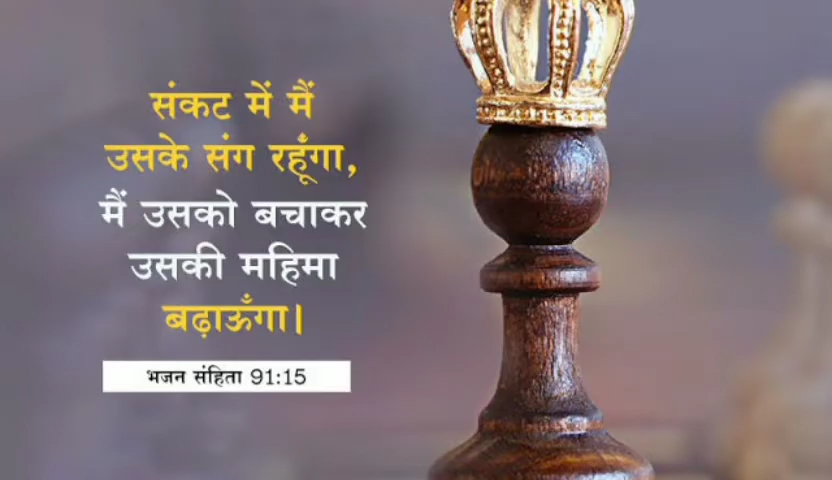 संकट में मैं
उसके संग रहूँगा,
मैं उसको बचाकर
उसकी महिमा
बढ़ाऊँगा।
भजन संहिता 91:15